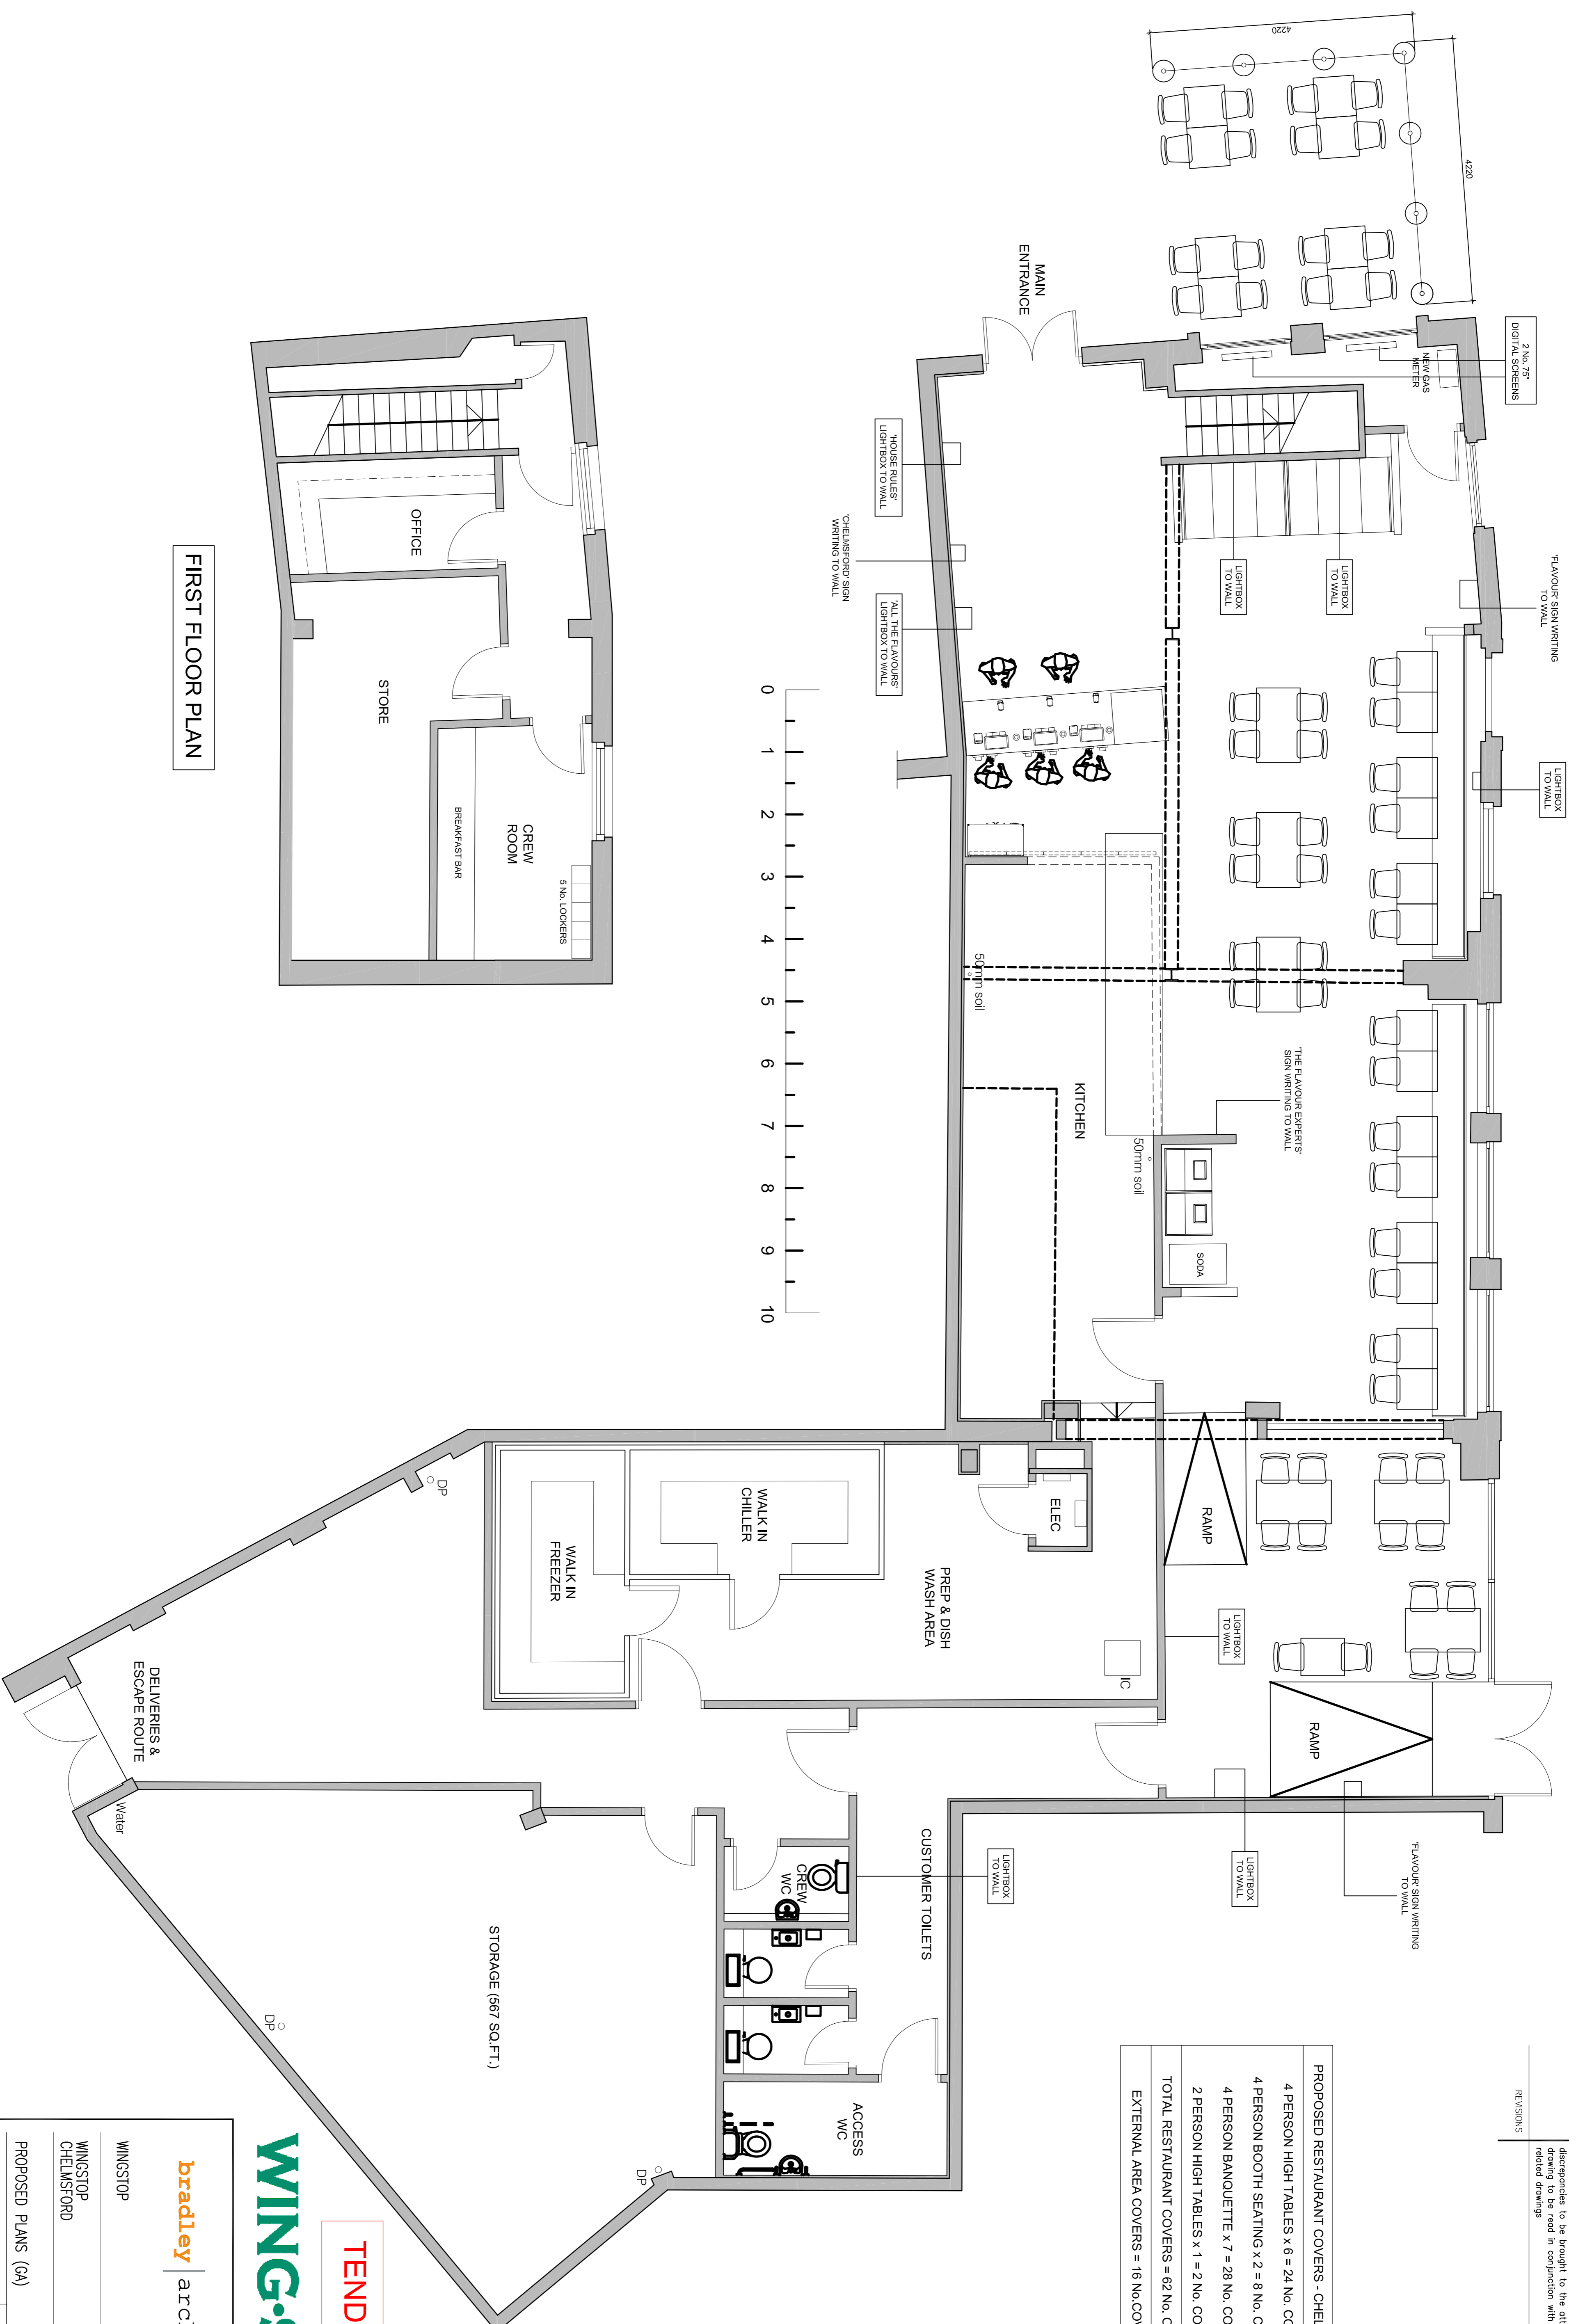 4220
4220
2 No. 75"
DIGITAL SCREENS
NEW GAS
METER
MAIN
ENTRANCE
'FLAVOUR' SIGN WRITING
TO WALL
LIGHTBOX
TO WALL
LIGHTBOX
TO WALL
LIGHTBOX
TO WALL
'HOUSE RULES'
LIGHTBOX TO WALL
'CHELMSFORD' SIGN
WRITING TO WALL
'ALL THE FLAVOURS'
LIGHTBOX TO WALL
'THE FLAVOUR EXPERTS'
SIGN WRITING TO WALL
50mm soil
KITCHEN
50mm soil
SODA
0 1 2 3 4 5 6 7 8 9 10
OFFICE
STORE
CREW
ROOM
BREAKFAST BAR
5 No. LOCKERS
FIRST FLOOR PLAN
RAMP
ELEC
LIGHTBOX
TO WALL
RAMP
WALK IN
CHILLER
WALK IN
FREEZER
PREP & DISH
WASH AREA
IC
DP
DELIVERIES &
ESCAPE ROUTE
Water
LIGHTBOX
TO WALL
LIGHTBOX
TO WALL
'FLAVOUR' SIGN WRITING
TO WALL
CUSTOMER TOILETS
CREW
WC
ACCESS
WC
STORAGE (567 SQ.FT.)
DP
DP
discrepancies to be brought to the
drawing to be read in conjunction with
related drawings
REVISIONS
PROPOSED RESTAURANT COVERS -
4 PERSON HIGH TABLES x 6 = 24 No.
4 PERSON BOOTH SEATING x 2 = 8 No.
4 PERSON BANQUETTE x 7 = 28 No.
2 PERSON HIGH TABLES x 1 = 2 No.
TOTAL RESTAURANT COVERS = 62 No.
EXTERNAL AREA COVERS = 16 No.
TEND
WING
bradley
WINGSTOP
WINGSTOP
CHELMSFORD
PROPOSED PLANS (GA)